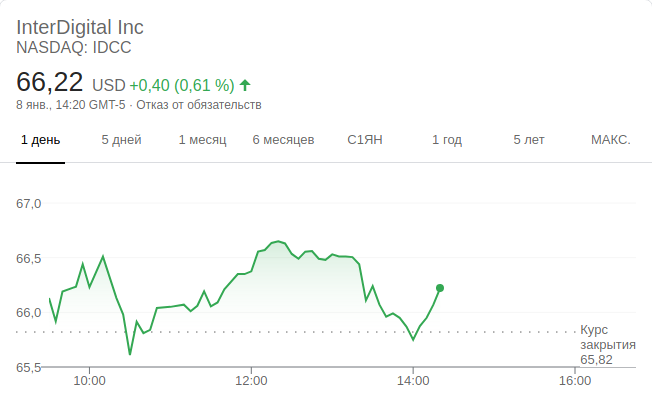 InterDigital Inc
NASDAQ: IDCC
66,22 USD +0,40 (0,61 %)
8 янв., 14:20 GMT-5 · Отказ от обязательств
1 день 5 дней 1 месяц 6 месяцев С1ЯН 1 год 5 лет МАКС.
67,0
66,5
66,0
Курс
закрытия
65,82
65,5
10:00 12:00 14:00 16:00